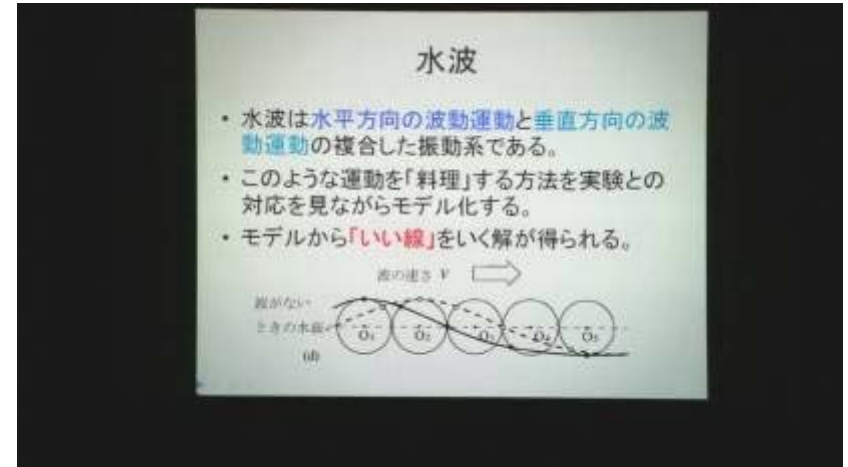 水波
• 水波は水平方向の波動運動と垂直方向の波
動運動の複合した振動系である。
• このような運動を「料理」する方法を実験との
対応を見ながらモデル化する。
• モデルから「いい線」をいく解が得られる。
波の速さ V
波がない
ときの水面
O₁ O₂ O₃ O₄ O₅
(d)